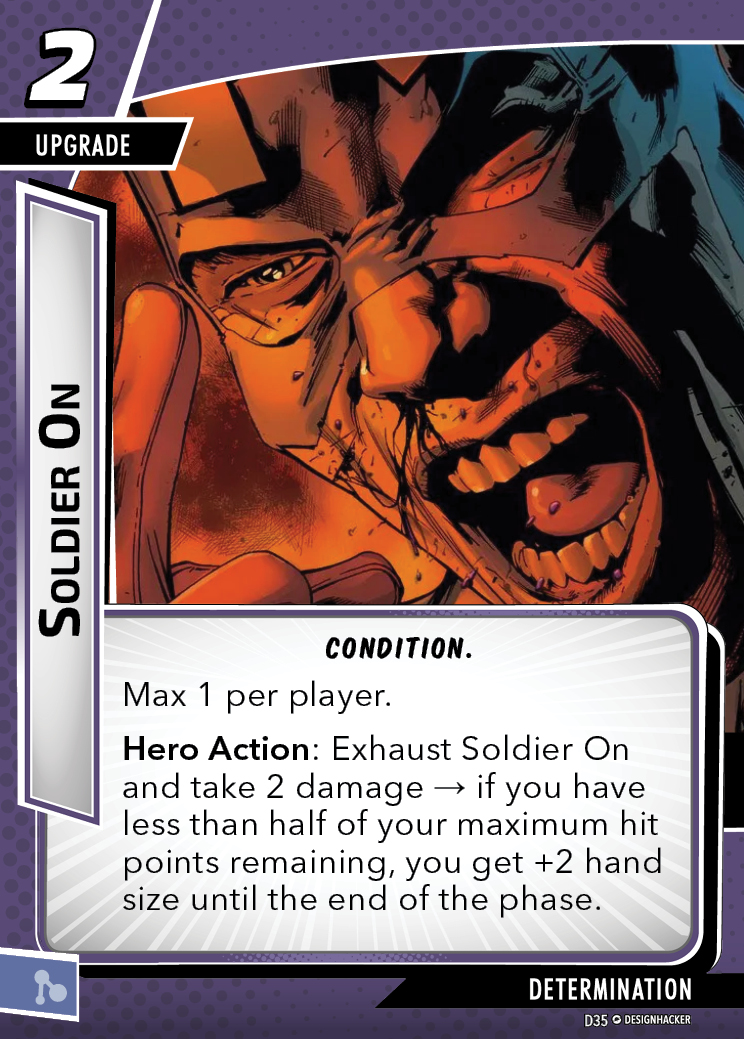 2
UPGRADE
SOLDIER ON
CONDITION.
Max 1 per player.
Hero Action: Exhaust Soldier On
and take 2 damage → if you have
less than half of your maximum hit
points remaining, you get +2 hand
size until the end of the phase.
DETERMINATION
D35 DESIGNHACKER